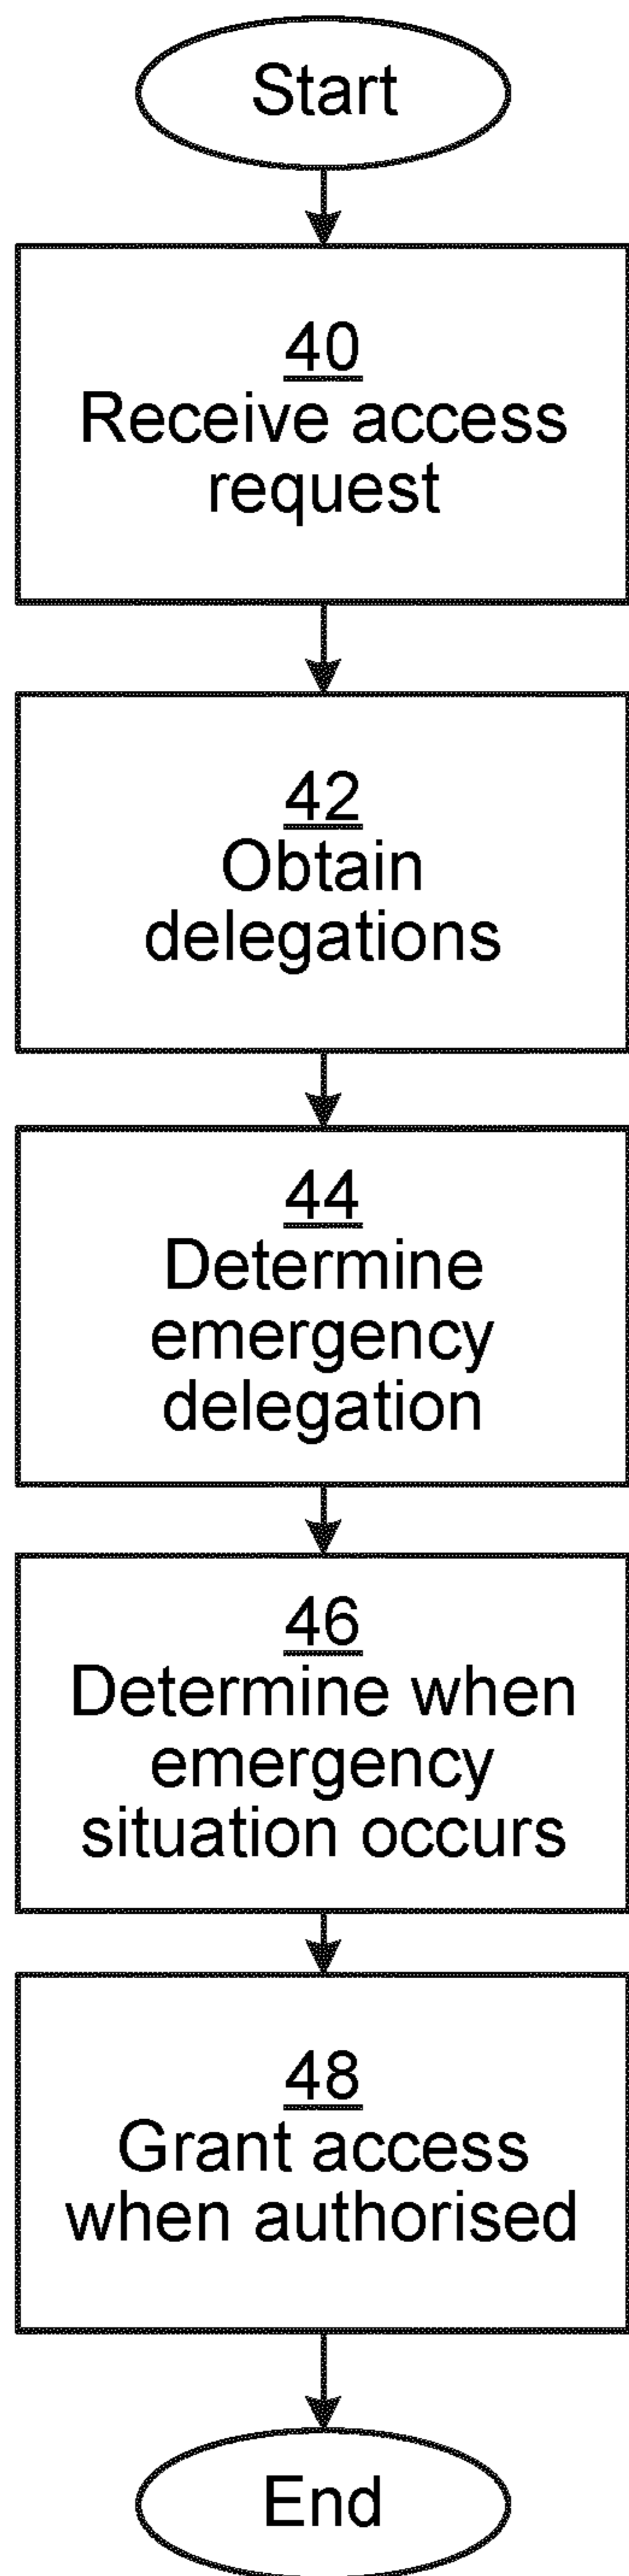 Start
40
Receive access
request
42
Obtain
delegations
44
Determine
emergency
delegation
46
Determine when
emergency
situation occurs
48
Grant access
when authorised
End